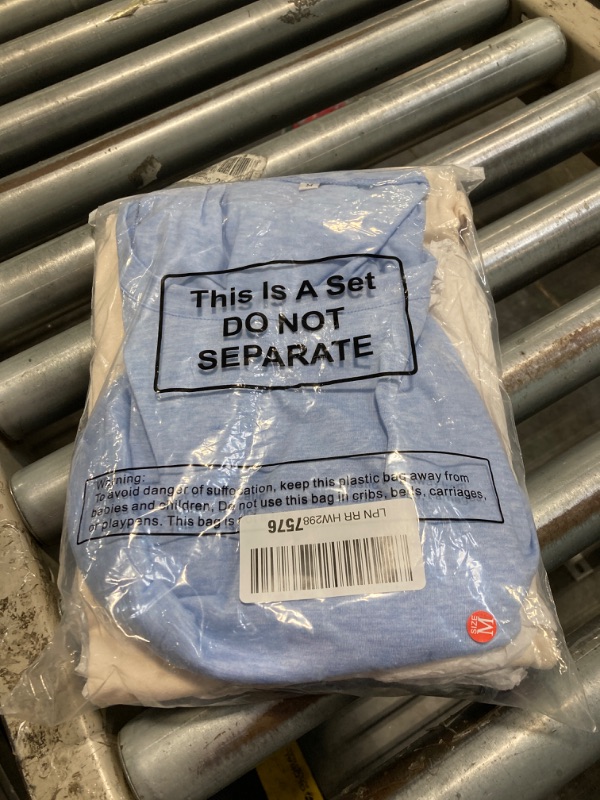 This Is A Set
DO NOT
SEPARATE
Warning:
To avoid danger of suffocation, keep this plastic bag away from
babies and children. Do not use this bag in cribs, beds, carriages,
or playpens. This bag is
LPN RR HW298 7576
SIZE
M